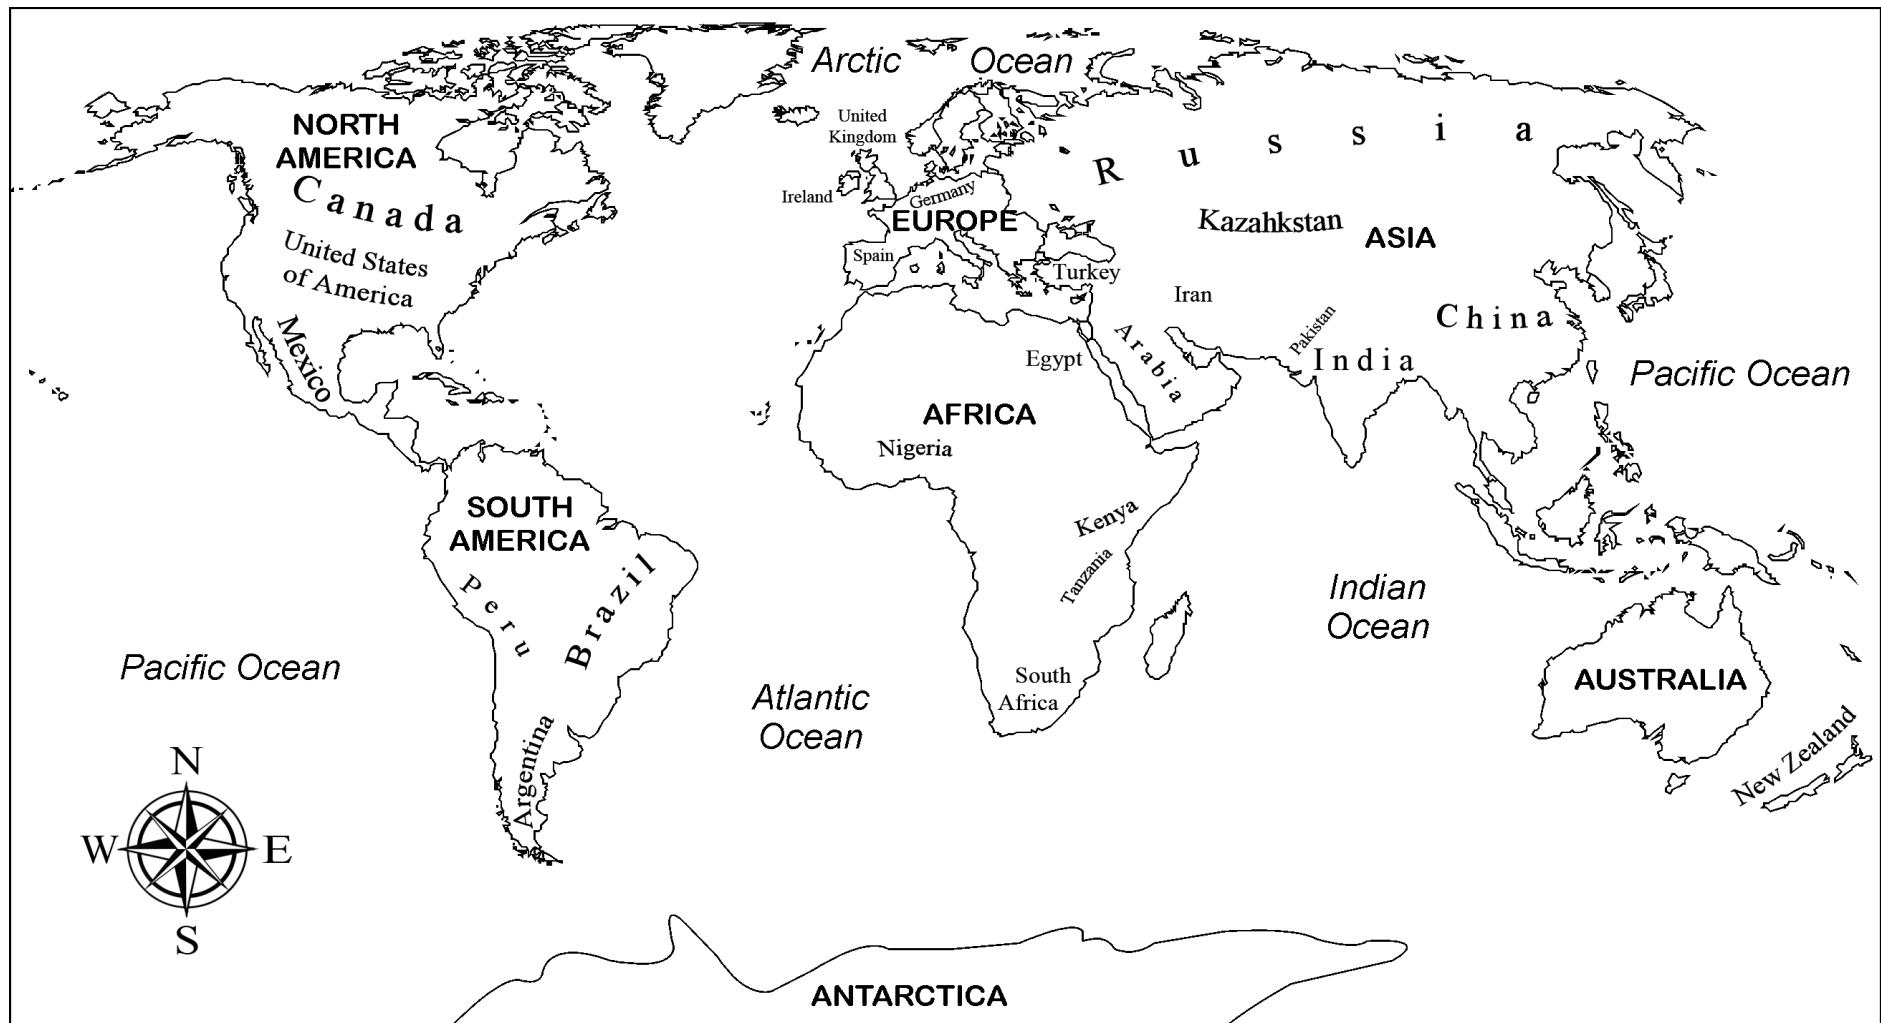 Arctic Ocean
NORTH
AMERICA
Canada
United States
of America
Mexico
United
Kingdom
Ireland
Germany
EUROPE
Spain
Turkey
Russia
Kazahkstan
ASIA
Iran
Pakistan
China
India
Arabia
Egypt
Pacific Ocean
AFRICA
Nigeria
Kenya
Tanzania
South
Africa
SOUTH
AMERICA
Peru
Brazil
Argentina
Indian
Ocean
Pacific Ocean
Atlantic
Ocean
AUSTRALIA
New Zealand
N
W
E
S
ANTARCTICA